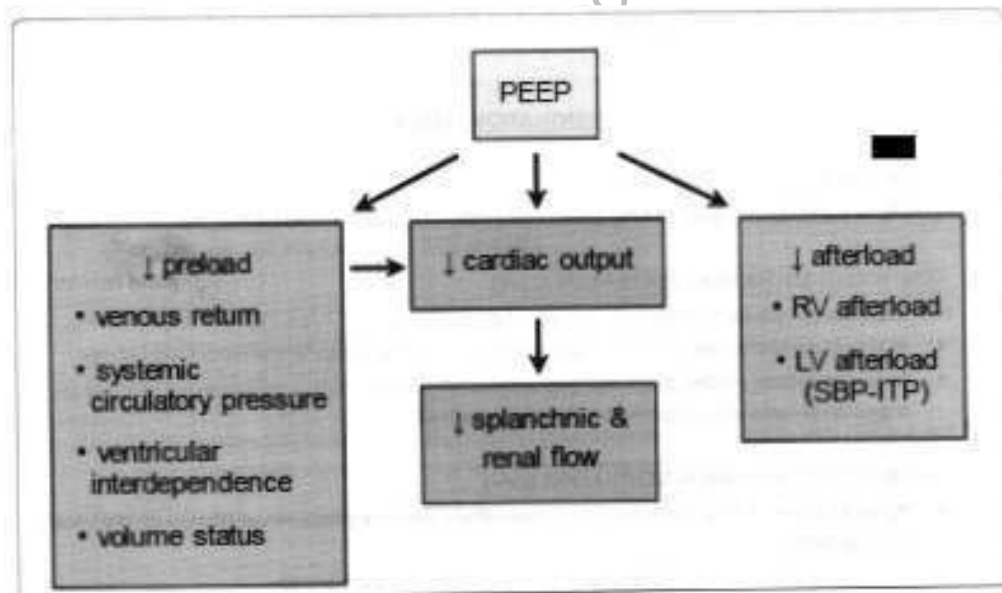 PEEP
↓ preload
• venous return
• systemic
circulatory pressure
• ventricular
interdependence
• volume status
↓ cardiac output
↓ splanchnic &
renal flow
↓ afterload
• RV afterload
• LV afterload
(SBP-ITP)